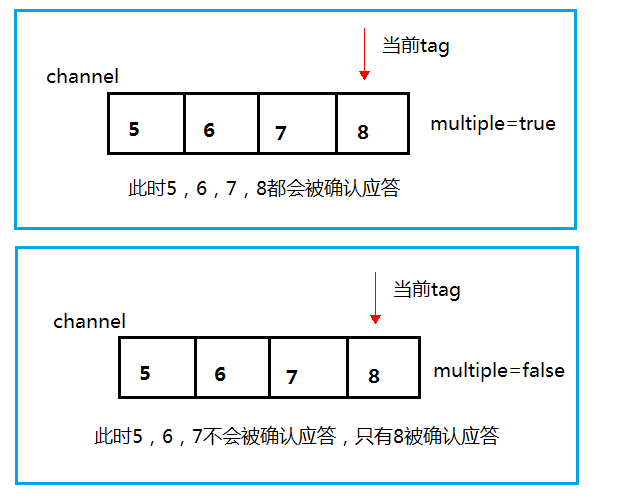 当前tag
channel
5 6 7 8
multiple=true
此时5，6，7，8都会被确认应答
当前tag
channel
5 6 7 8
multiple=false
此时5，6，7不会被确认应答，只有8被确认应答